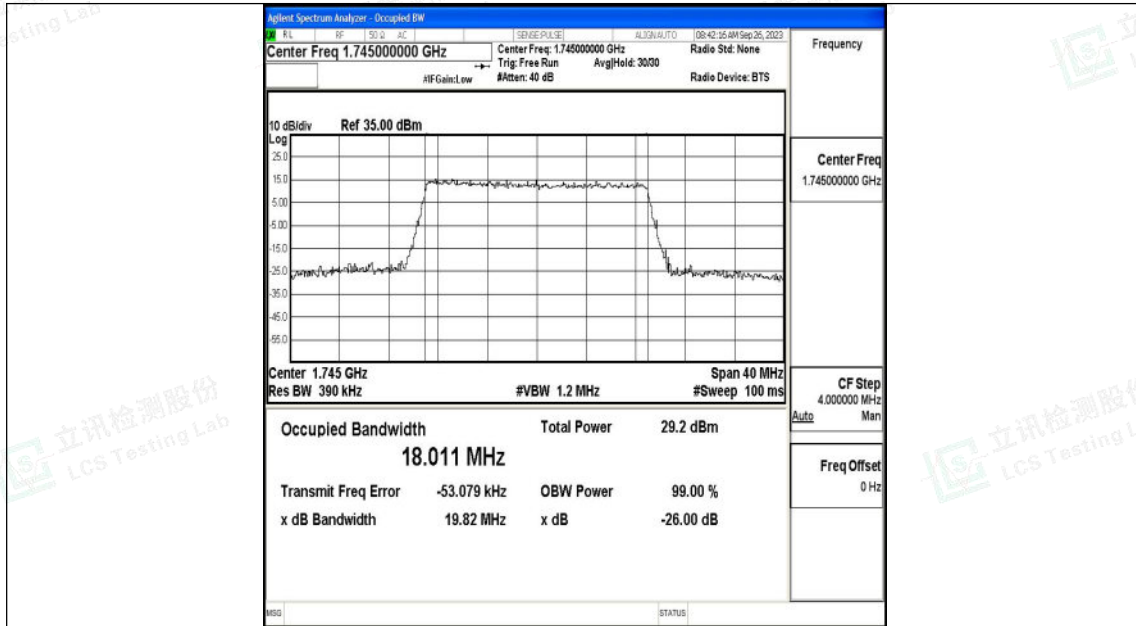 Agilent Spectrum Analyzer - Occupied BW
RL RF 50 Ω AC SENSE:PULSE ALIGNAUTO 08:42:16 AM Sep 26, 2023
Center Freq 1.745000000 GHz
Center Freq: 1.745000000 GHz
Radio Std: None
Trig: Free Run
Avg|Hold: 30/30
#IFGain:Low
#Atten: 40 dB
Radio Device: BTS
10 dB/div
Ref 35.00 dBm
Log
25.0
15.0
5.00
-5.00
-15.0
-25.0
-35.0
-45.0
-55.0
Center 1.745 GHz
Span 40 MHz
Res BW 390 kHz
#VBW 1.2 MHz
#Sweep 100 ms
Occupied Bandwidth
Total Power
29.2 dBm
18.011 MHz
Transmit Freq Error
-53.079 kHz
OBW Power
99.00 %
x dB Bandwidth
19.82 MHz
x dB
-26.00 dB
MSG
STATUS
Frequency
Center Freq
1.745000000 GHz
CF Step
4.000000 MHz
Auto Man
Freq Offset
0 Hz
立讯检测股份
LCS Testing Lab
立讯检测股份
LCS Testing L
sting Lab